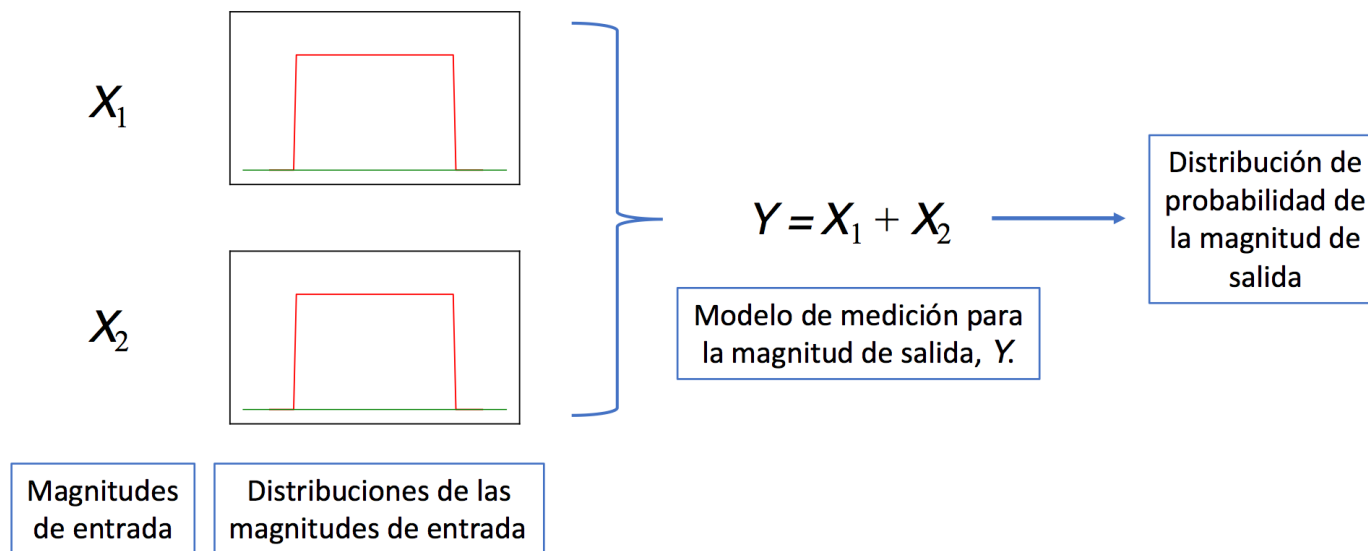 X₁
X₂
Y = X₁ + X₂
Modelo de medición para
la magnitud de salida, Y.
Distribución de
probabilidad de
la magnitud de
salida
Magnitudes
de entrada
Distribuciones de las
magnitudes de entrada